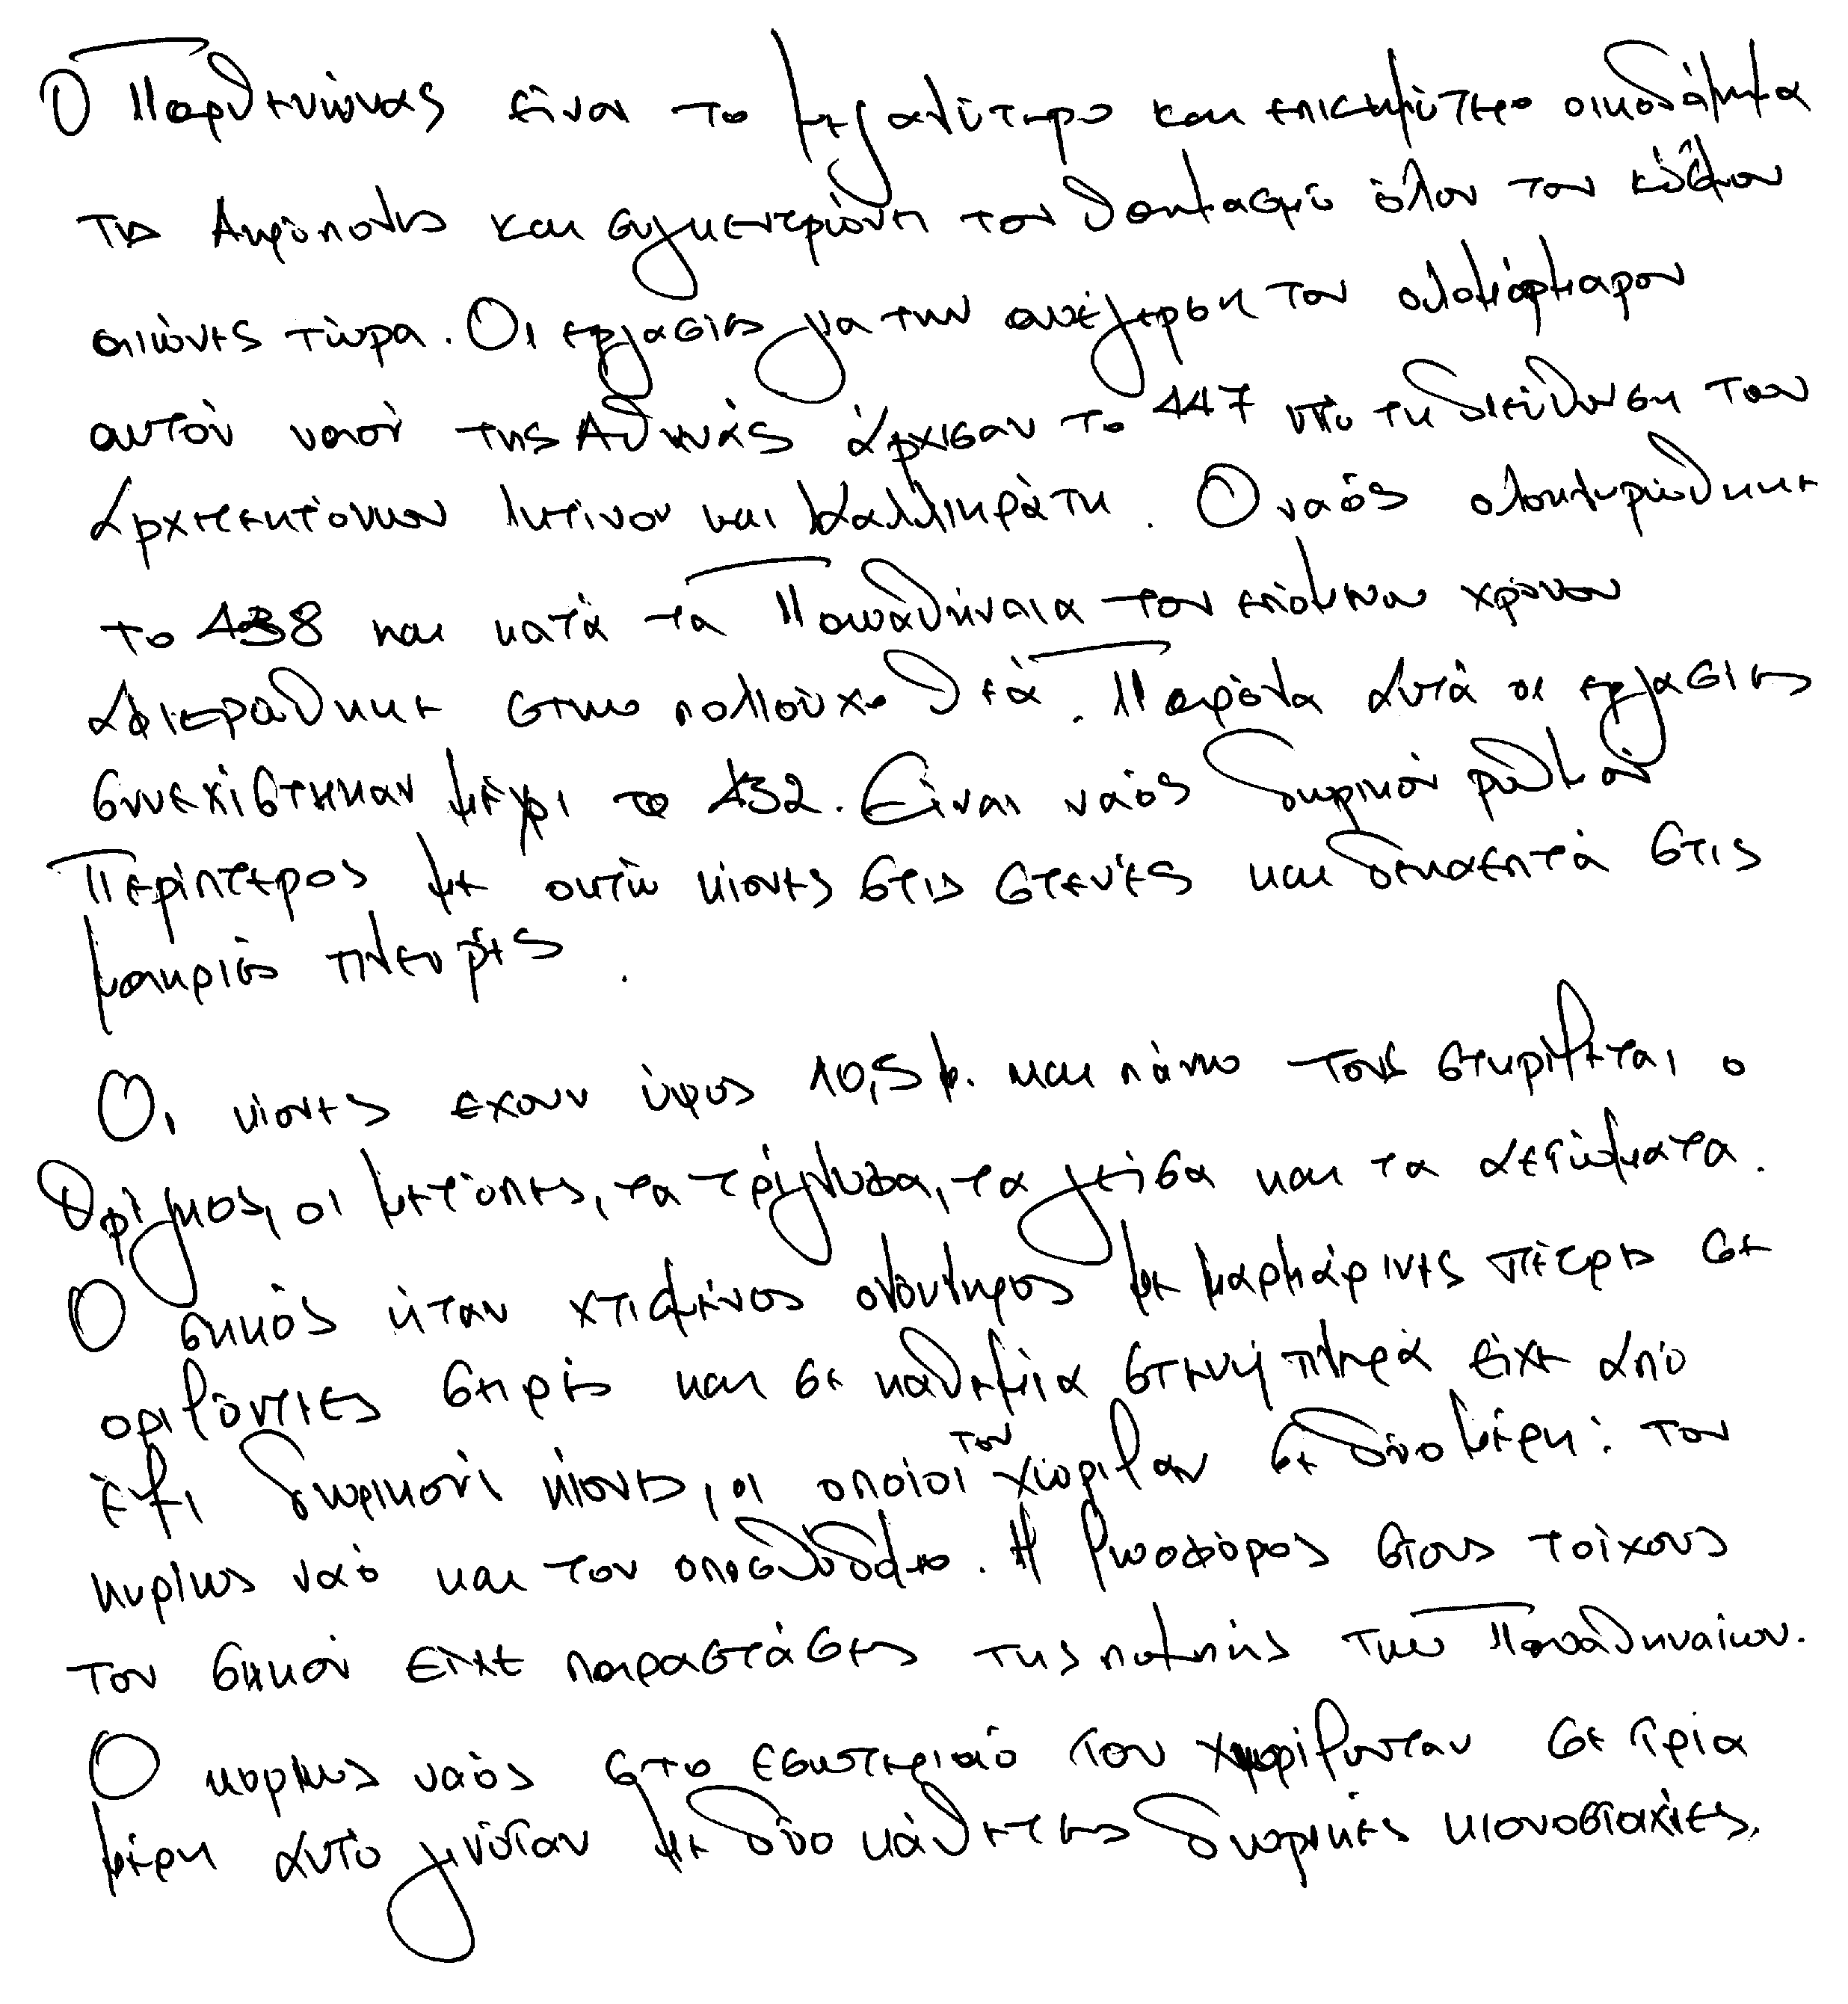 Ο Παρθενώνας είναι το μεγαλύτερο και επισημότερο οικοδόμημα
της Ακρόπολης και συγκεντρώνει τον θαυμασμό όλου του κόσμου
αιώνες τώρα. Οι εργασίες για την ανέγερση του ολομάρμαρου
αυτού ναού της Αθηνάς άρχισαν το 447 υπό τη διεύθυνση των
αρχιτεκτόνων Ικτίνου και Καλλικράτη. Ο ναός ολοκληρώθηκε
το 438 και κατά τα Παναθήναια του επόμενου χρόνου
αφιερώθηκε στην πολιούχο θεά. Παρόλα αυτά οι εργασίες
συνεχίστηκαν μέχρι το 432. Είναι ναός δωρικού ρυθμού
Περίπτερος με οκτώ κίονες στις στενές και δεκαεπτά στις
μακριές πλευρές.
Οι κίονες έχουν ύψος 10,5 μ. και πάνω τους στηρίζεται ο
θριγκός, οι μετόπες, τα τρίγλυφα, τα γείσα και τα αετώματα.
Ο σηκός ήταν χτισμένος ολόκληρος με μαρμάρινες πέτρες σε
οριζόντιες σειρές και σε καθεμία στενή πλευρά είχε από
έξι δωρικούς κίονες, οι οποίοι τον χώριζαν σε δύο μέρη: τον
κυρίως ναό και τον οπισθόδομο. Η ζωοφόρος στους τοίχους
του σηκού είχε παραστάσεις της πομπής των Παναθηναίων.
Ο κυρίως ναός στο εσωτερικό του χωρίζονταν σε τρία
μέρη αυτό γινόταν με δύο κάθετες δωρικές κιονοστοιχίες.